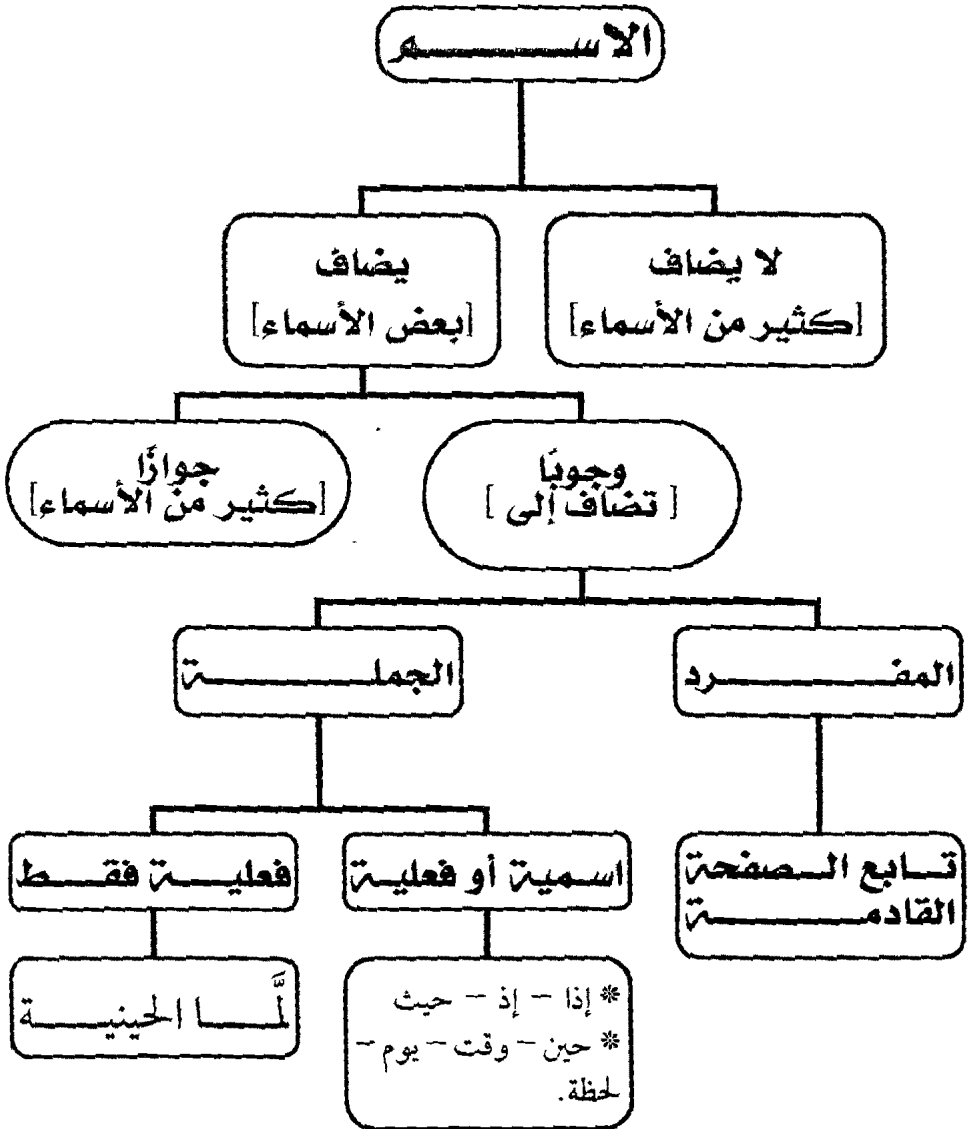 الاسم
لا يضاف
[كثير من الأسماء]
يضاف
[بعض الأسماء]
وجوبًا
[تضاف إلى]
جوازًا
[كثير من الأسماء]
المفرد
الجملة
تابع الصفحة
القادمة
اسمية أو فعلية
فعلية فقط
* إذا – إذ – حيث
* حين – وقت – يوم –
لحظة.
لَّما الحينية